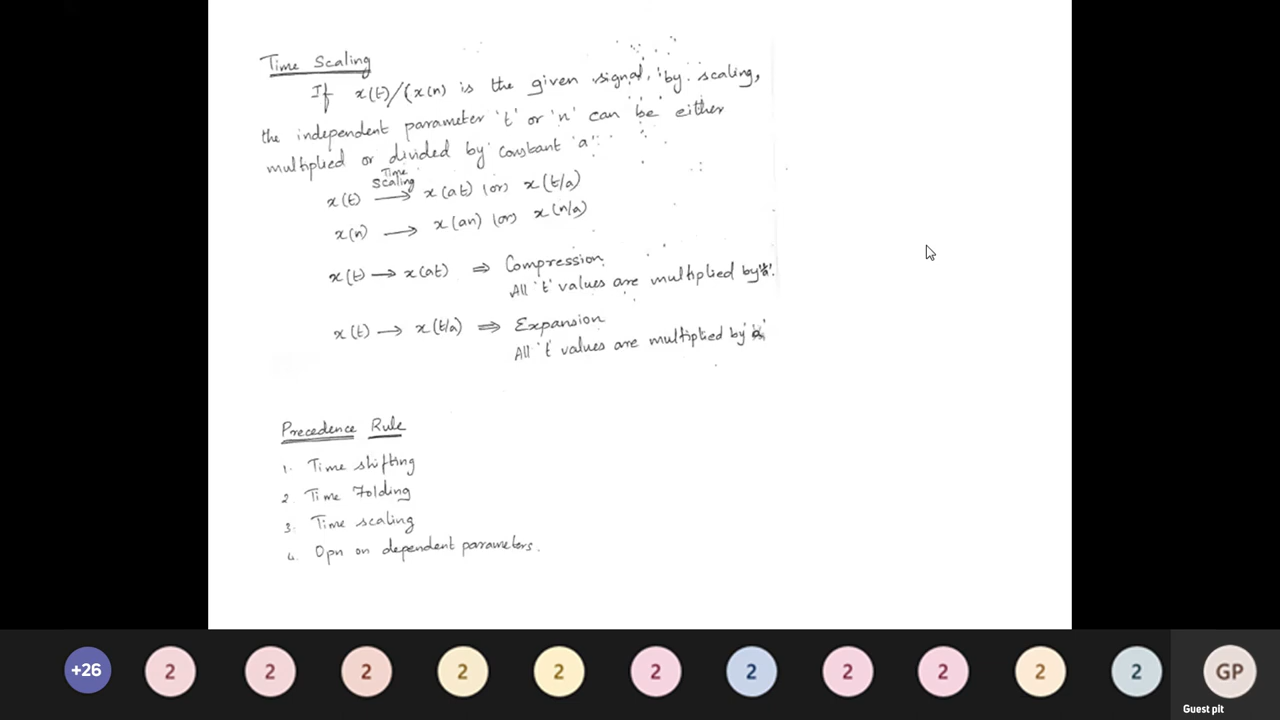 Time Scaling
If x(t)/(x(n) is the given signal, by scaling,
the independent parameter 't' or 'n' can be either
multiplied or divided by constant 'a'.
Time
Scaling
x(t) → x(at) (or) x(t/a)
x(n) → x(an) (or) x(n/a)
x(t) → x(at) ⇒ Compression
All 't' values are multiplied by
x(t) → x(t/a) ⇒ Expansion
All 't' values are multiplied by
Precedence Rule
1. Time shifting
2. Time Folding
3. Time scaling
4. Opn on dependent parameters.
+26 2 2 2 2 2 2 2 2 2 2 2 GP
Guest pit